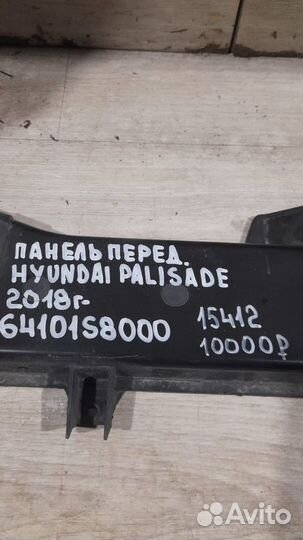 ПАНЕЛЬ ПЕРЕД.
HYUNDAI PALISADE
2018г-
64101S8000
15412
10000₽
Avito